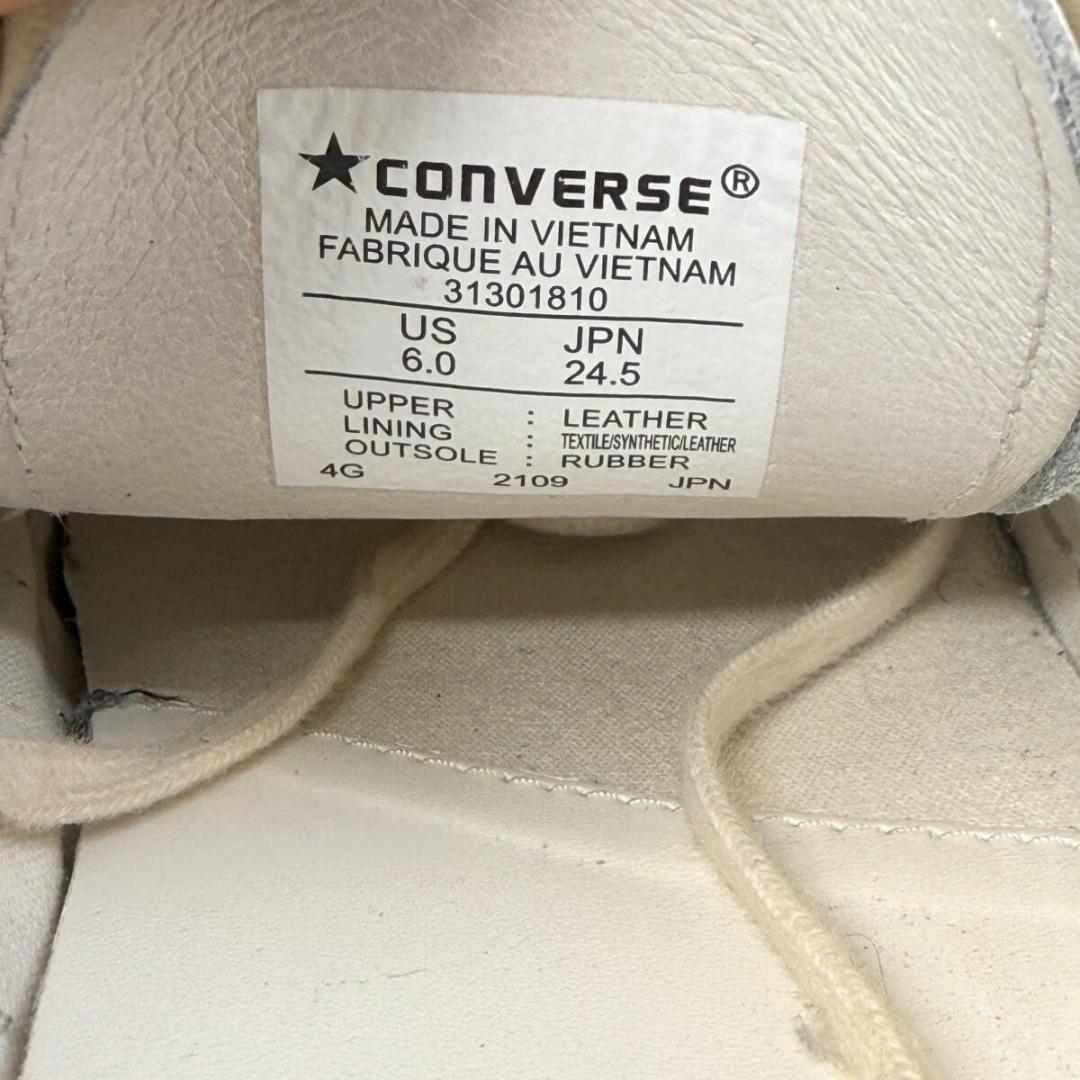 ★CONVERSE®
MADE IN VIETNAM
FABRIQUE AU VIETNAM
31301810
US JPN
6.0 24.5
UPPER : LEATHER
LINING : TEXTILE/SYNTHETIC/LEATHER
OUTSOLE : RUBBER
4G 2109 JPN